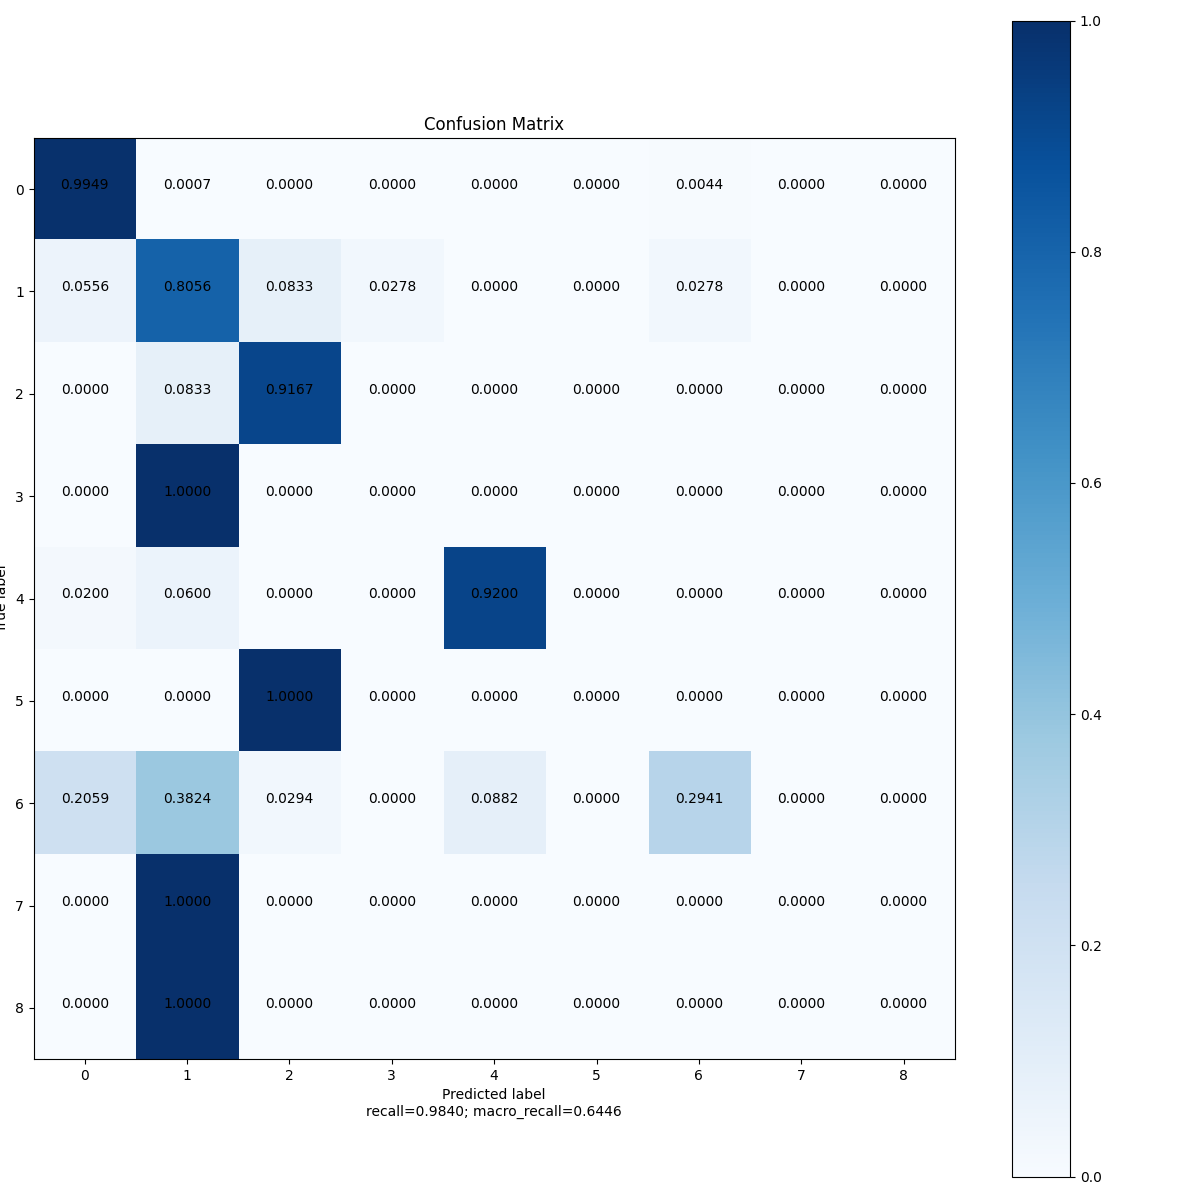 Confusion Matrix
0 0.9949 0.0007 0.0000 0.0000 0.0000 0.0000 0.0044 0.0000 0.0000
1 0.0556 0.8056 0.0833 0.0278 0.0000 0.0000 0.0278 0.0000 0.0000
2 0.0000 0.0833 0.9167 0.0000 0.0000 0.0000 0.0000 0.0000 0.0000
3 0.0000 1.0000 0.0000 0.0000 0.0000 0.0000 0.0000 0.0000 0.0000
4 0.0200 0.0600 0.0000 0.0000 0.9200 0.0000 0.0000 0.0000 0.0000
5 0.0000 0.0000 1.0000 0.0000 0.0000 0.0000 0.0000 0.0000 0.0000
6 0.2059 0.3824 0.0294 0.0000 0.0882 0.0000 0.2941 0.0000 0.0000
7 0.0000 1.0000 0.0000 0.0000 0.0000 0.0000 0.0000 0.0000 0.0000
8 0.0000 1.0000 0.0000 0.0000 0.0000 0.0000 0.0000 0.0000 0.0000
0 1 2 3 4 5 6 7 8
Predicted label
recall=0.9840; macro_recall=0.6446
True label
1.0
0.8
0.6
0.4
0.2
0.0